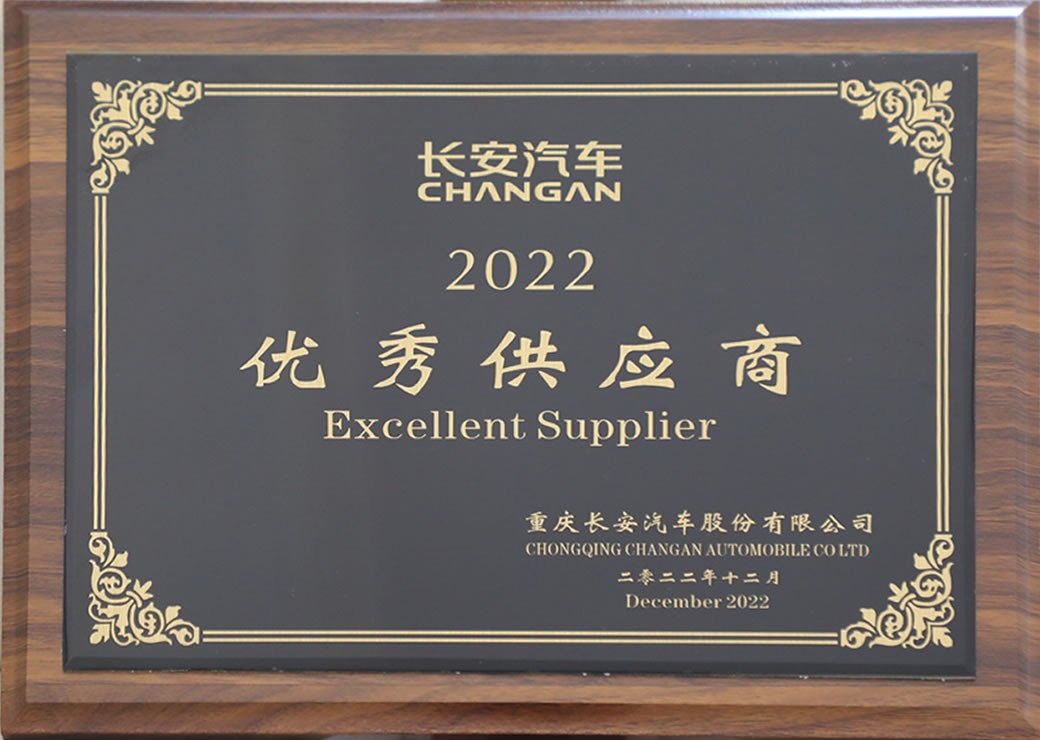 长安汽车
CHANGAN
2022
优秀供应商
Excellent Supplier
重庆长安汽车股份有限公司
CHONGQING CHANGAN AUTOMOBILE CO LTD
二零二二年十二月
December 2022